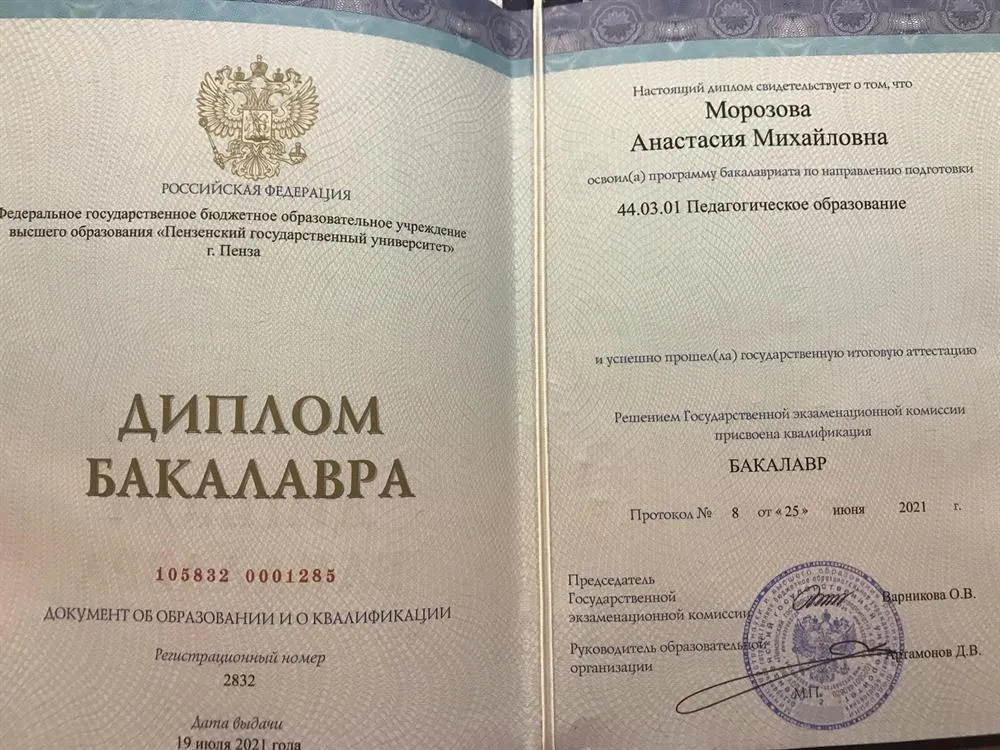 РОССИЙСКАЯ ФЕДЕРАЦИЯ
Федеральное государственное бюджетное образовательное учреждение
высшего образования «Пензенский государственный университет»
г. Пенза
ДИПЛОМ
БАКАЛАВРА
105832 0001285
ДОКУМЕНТ ОБ ОБРАЗОВАНИИ И О КВАЛИФИКАЦИИ
Регистрационный номер
2832
Дата выдачи
19 июля 2021 года
Настоящий диплом свидетельствует о том, что
Морозова
Анастасия Михайловна
освоил(а) программу бакалавриата по направлению подготовки
44.03.01 Педагогическое образование
и успешно прошел(ла) государственную итоговую аттестацию
Решением Государственной экзаменационной комиссии
присвоена квалификация
БАКАЛАВР
Протокол № 8 от «25» июня 2021 г.
Председатель
Государственной
экзаменационной комиссии Варникова О.В.
Руководитель образовательной
организации Артамонов Д.В.
М.П.